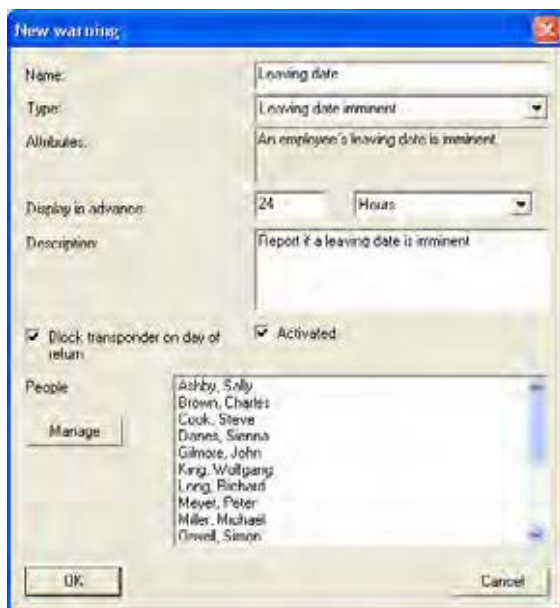 New warning
Name: Leaving date
Type: Leaving date imminent
Attributes: An employee's leaving date is imminent
Display in advance: 24 Hours
Description: Report if a leaving date is imminent
Block transponder on day of return
Activated
People
Manage
Ashby, Sally
Brown, Charles
Cook, Steve
Danes, Sienna
Gilmore, John
King, Wolfgang
Long, Richard
Meyer, Peter
Miller, Michael
Orwell, Simon
OK
Cancel